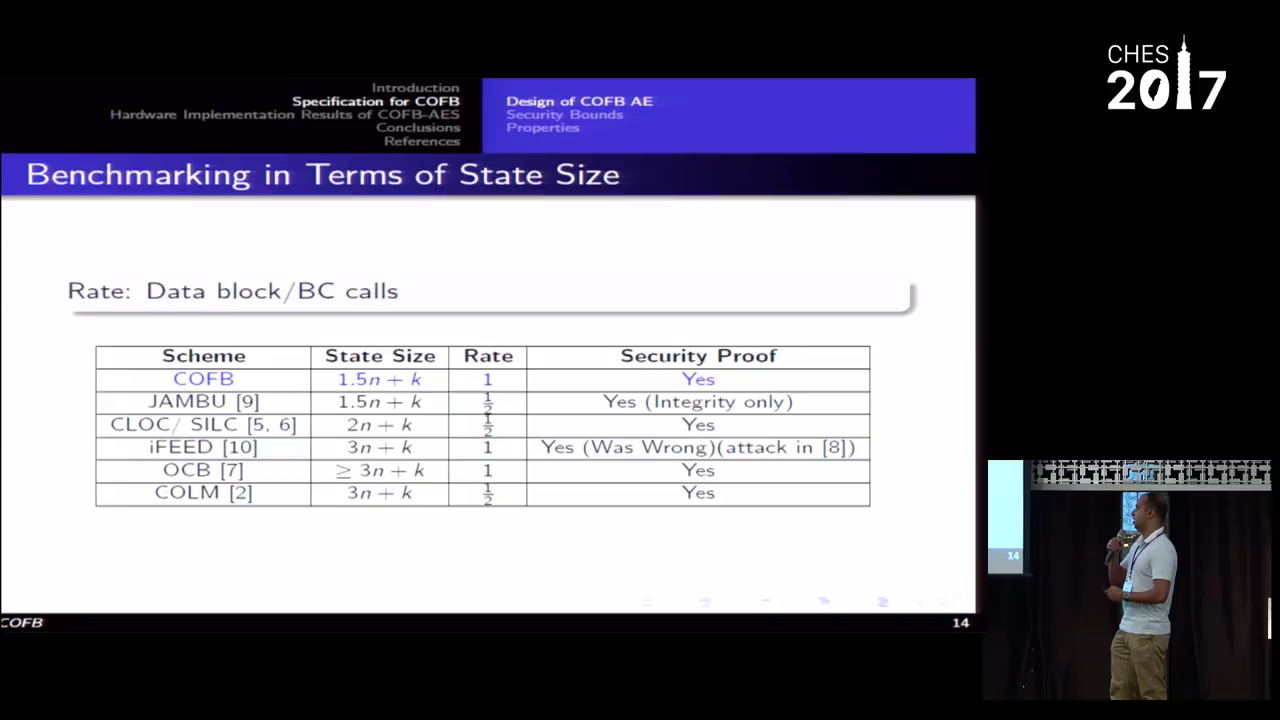 CHES
2017
Introduction
Specification for COFB
Hardware Implementation Results of COFB-AES
Conclusions
References
Design of COFB AE
Security Bounds
Properties
Benchmarking in Terms of State Size
Rate: Data block/BC calls
Scheme State Size Rate Security Proof
COFB 1.5n + k 1 Yes
JAMBU [9] 1.5n + k 1/2 Yes (Integrity only)
CLOC/ SILC [5, 6] 2n + k 1/2 Yes
iFEED [10] 3n + k 1 Yes (Was Wrong)(attack in [8])
OCB [7] ≥ 3n + k 1 Yes
COLM [2] 3n + k 1/2 Yes
COFB 14
14